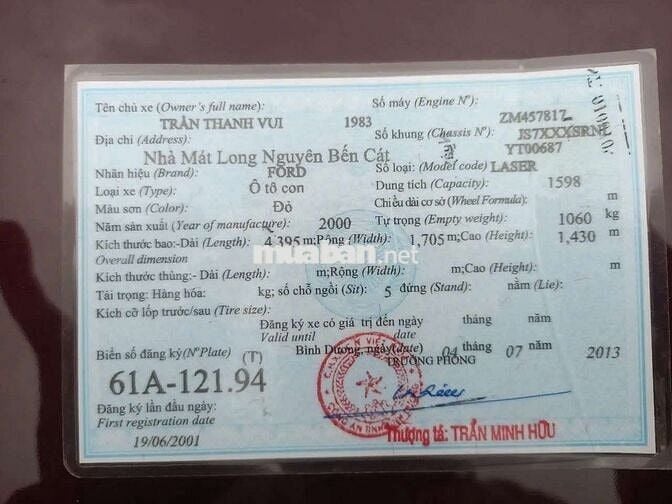 Tên chủ xe (Owner's full name):
TRẦN THANH VUI 1983
Địa chỉ (Address):
Nhà Mát Long Nguyên Bến Cát
Nhãn hiệu (Brand): FORD
Loại xe (Type): Ô tô con
Màu sơn (Color): Đỏ
Năm sản xuất (Year of manufacture): 2000
Số máy (Engine Nº): ZM457817
Số khung (Chassis Nº): JS7XXXSRNE
YT00687
Số loại: (Model code) LASER
Dung tích (Capacity): 1598
Chiều dài cơ sở (Wheel Formula): m
Tự trọng (Empty weight): 1060 kg
Kích thước bao-Dài (Length): 4,395 m;Rộng (Width): 1,705 m;Cao (Height): 1,430 m
Overall dimension
Kích thước thùng:- Dài (Length): m;Rộng (Width): m;Cao (Height): m
Tải trọng: Hàng hóa: kg; số chỗ ngồi (Sit): 5 đứng (Stand): nằm (Lie):
Kích cỡ lốp trước/sau (Tire size):
Đăng ký xe có giá trị đến ngày tháng năm
Valid until date
Bình Dương, ngày(date) 04 tháng 07 năm 2013
TRƯỞNG PHÒNG
Biển số đăng ký(Nº Plate) (T)
61A-121.94
Đăng ký lần đầu ngày:
First registration date
19/06/2001
Thượng tá: TRẦN MINH HỮU
muaban.net